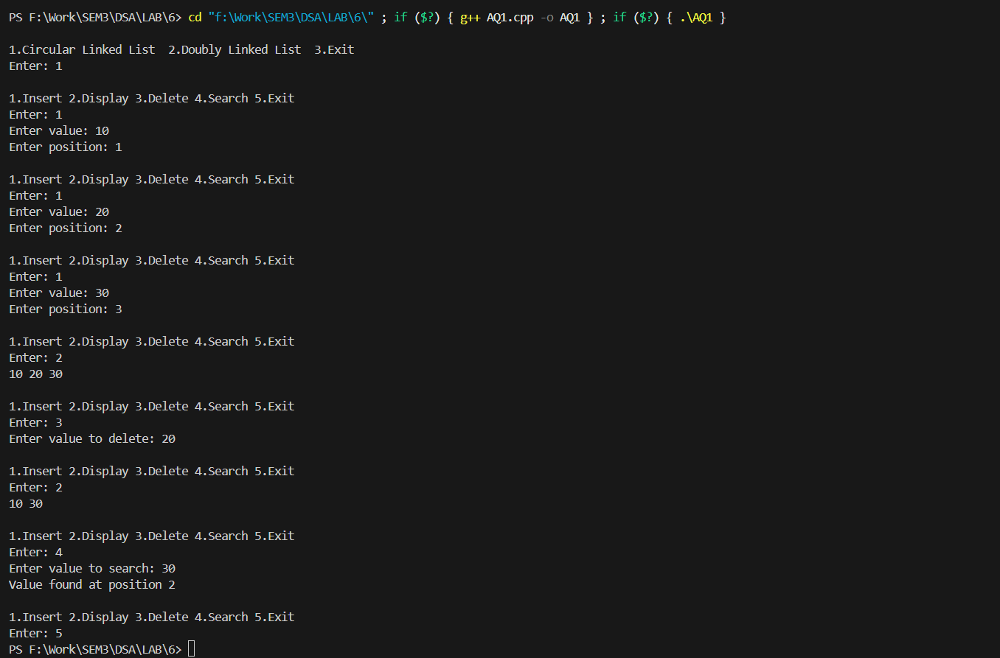 PS F:\Work\SEM3\DSA\LAB\6> cd "f:\Work\SEM3\DSA\LAB\6\" ; if ($?) { g++ AQ1.cpp -o AQ1 } ; if ($?) { .\AQ1 }
1.Circular Linked List  2.Doubly Linked List  3.Exit
Enter: 1
1.Insert 2.Display 3.Delete 4.Search 5.Exit
Enter: 1
Enter value: 10
Enter position: 1
1.Insert 2.Display 3.Delete 4.Search 5.Exit
Enter: 1
Enter value: 20
Enter position: 2
1.Insert 2.Display 3.Delete 4.Search 5.Exit
Enter: 1
Enter value: 30
Enter position: 3
1.Insert 2.Display 3.Delete 4.Search 5.Exit
Enter: 2
10 20 30
1.Insert 2.Display 3.Delete 4.Search 5.Exit
Enter: 3
Enter value to delete: 20
1.Insert 2.Display 3.Delete 4.Search 5.Exit
Enter: 2
10 30
1.Insert 2.Display 3.Delete 4.Search 5.Exit
Enter: 4
Enter value to search: 30
Value found at position 2
1.Insert 2.Display 3.Delete 4.Search 5.Exit
Enter: 5
PS F:\Work\SEM3\DSA\LAB\6>